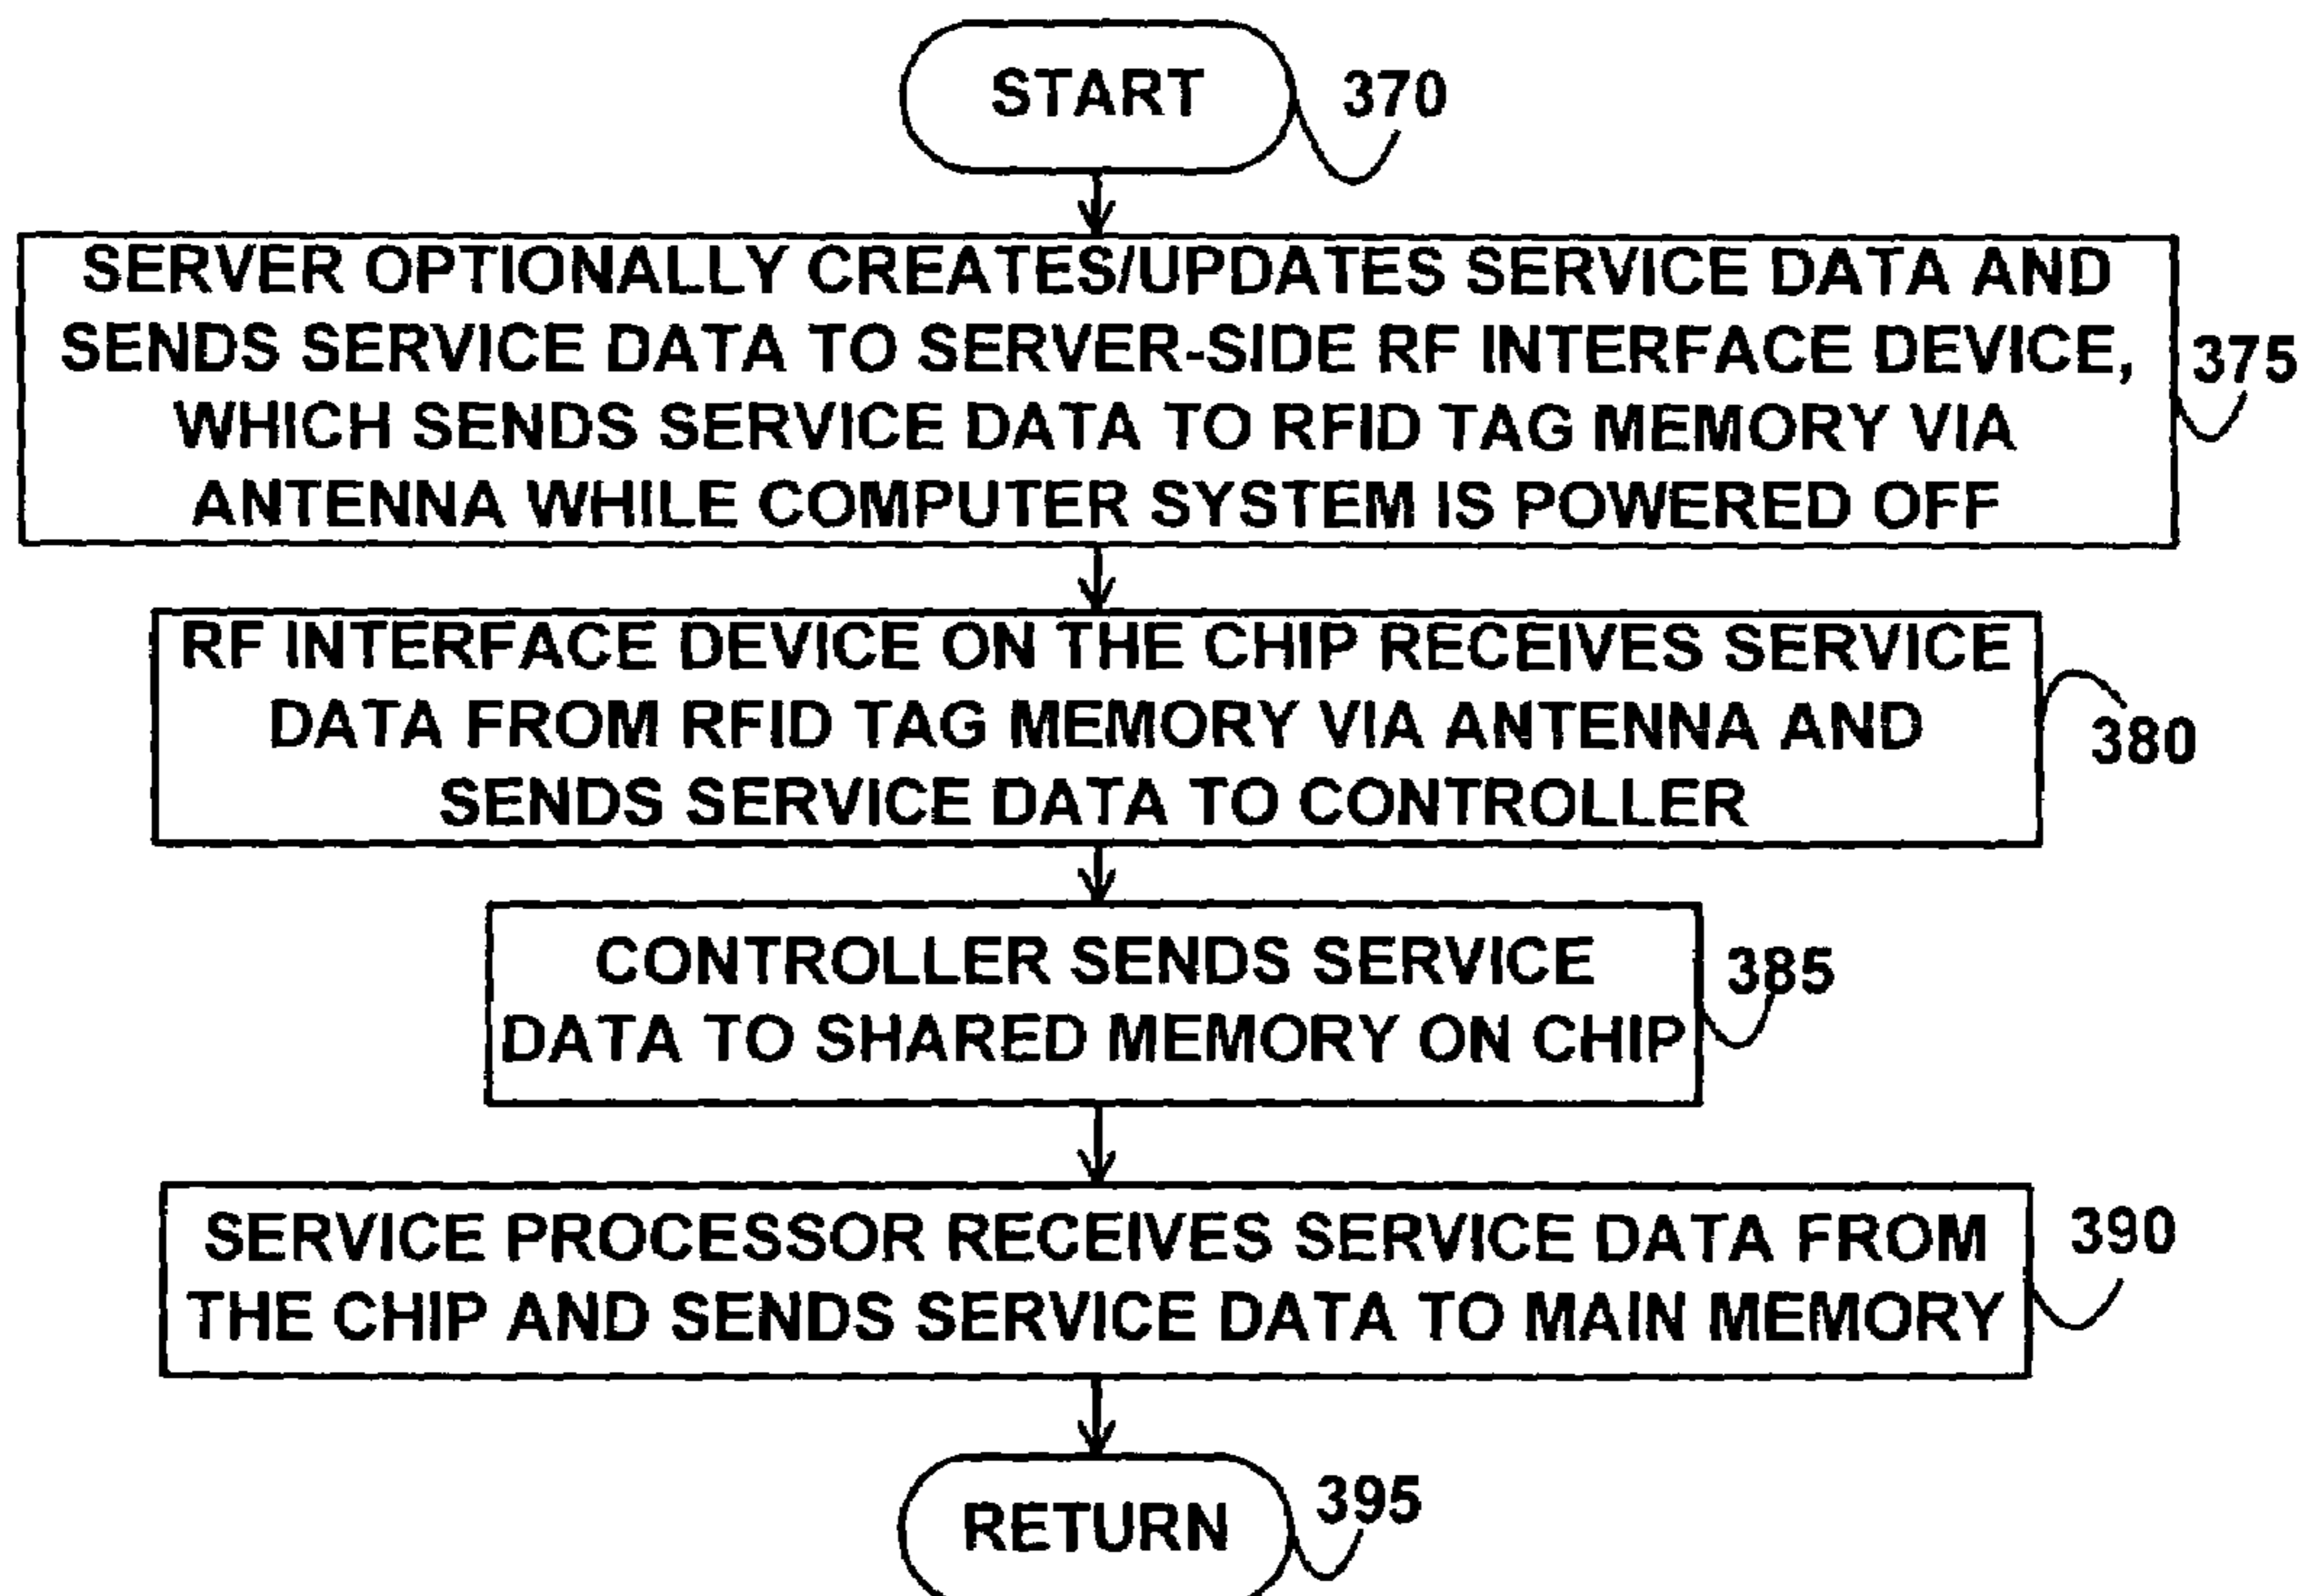 START
370
SERVER OPTIONALLY CREATES/UPDATES SERVICE DATA AND
SENDS SERVICE DATA TO SERVER-SIDE RF INTERFACE DEVICE,
WHICH SENDS SERVICE DATA TO RFID TAG MEMORY VIA
ANTENNA WHILE COMPUTER SYSTEM IS POWERED OFF
375
RF INTERFACE DEVICE ON THE CHIP RECEIVES SERVICE
DATA FROM RFID TAG MEMORY VIA ANTENNA AND
SENDS SERVICE DATA TO CONTROLLER
380
CONTROLLER SENDS SERVICE
DATA TO SHARED MEMORY ON CHIP
385
SERVICE PROCESSOR RECEIVES SERVICE DATA FROM
THE CHIP AND SENDS SERVICE DATA TO MAIN MEMORY
390
RETURN
395